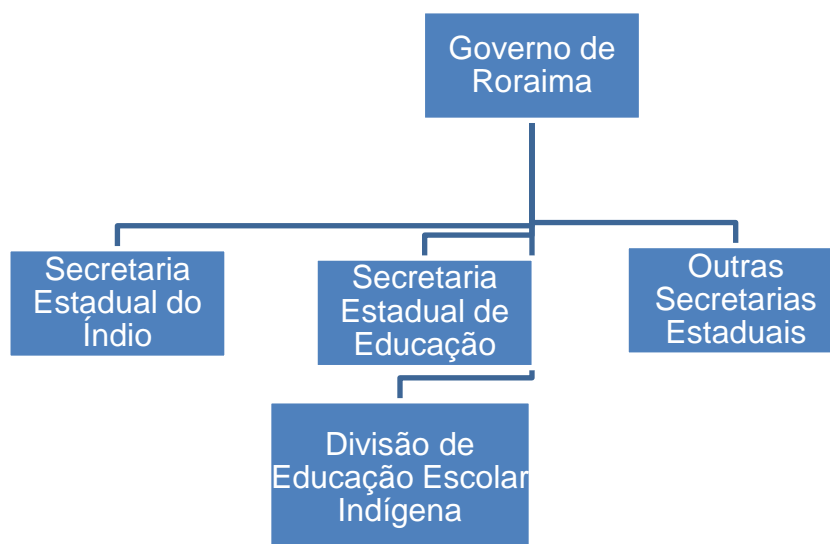 Governo de
Roraima
Secretaria
Estadual do
Índio
Secretaria
Estadual de
Educação
Outras
Secretarias
Estaduais
Divisão de
Educação Escolar
Indígena